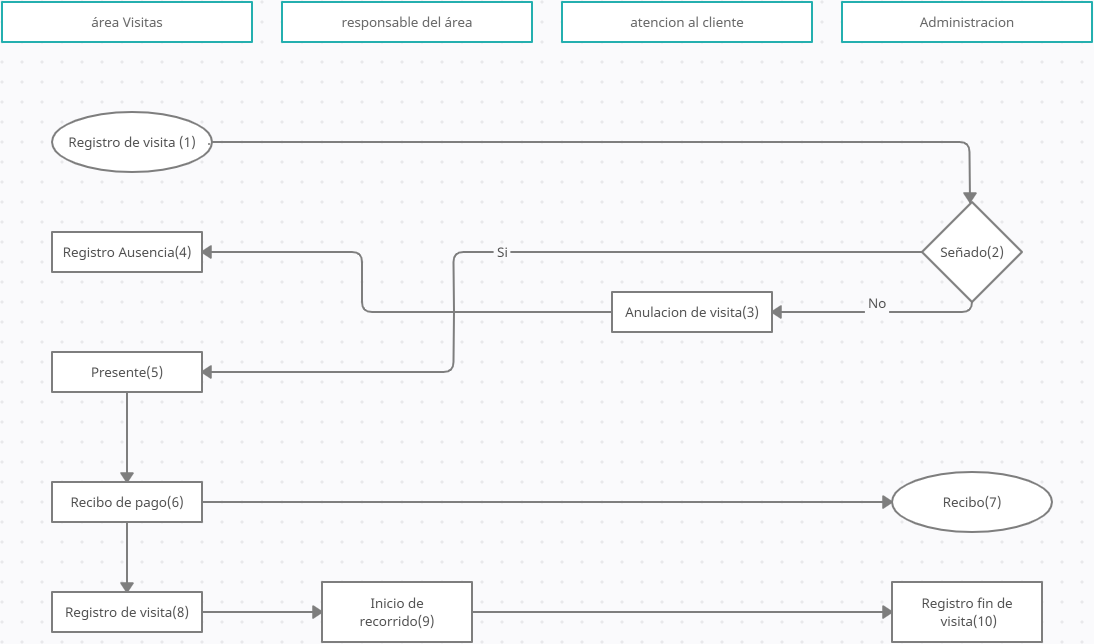 área Visitas
responsable del área
atencion al cliente
Administracion
Registro de visita (1)
Señado(2)
Registro Ausencia(4)
Si
No
Anulacion de visita(3)
Presente(5)
Recibo de pago(6)
Recibo(7)
Registro de visita(8)
Inicio de
recorrido(9)
Registro fin de
visita(10)